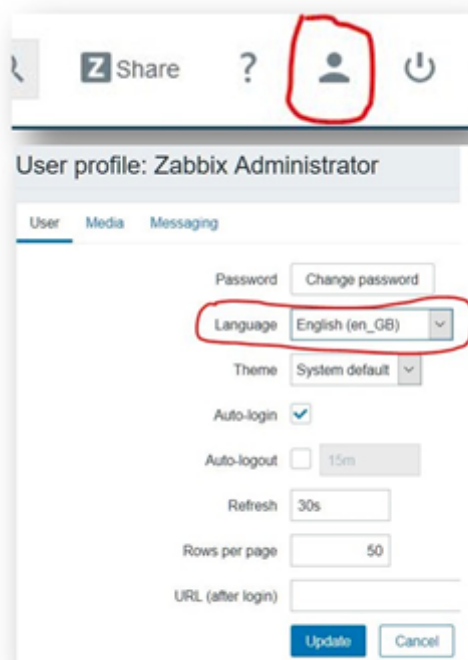 Z Share ?
User profile: Zabbix Administrator
User Media Messaging
Password Change password
Language English (en_GB)
Theme System default
Auto-login
Auto-logout 15m
Refresh 30s
Rows per page 50
URL (after login)
Update Cancel